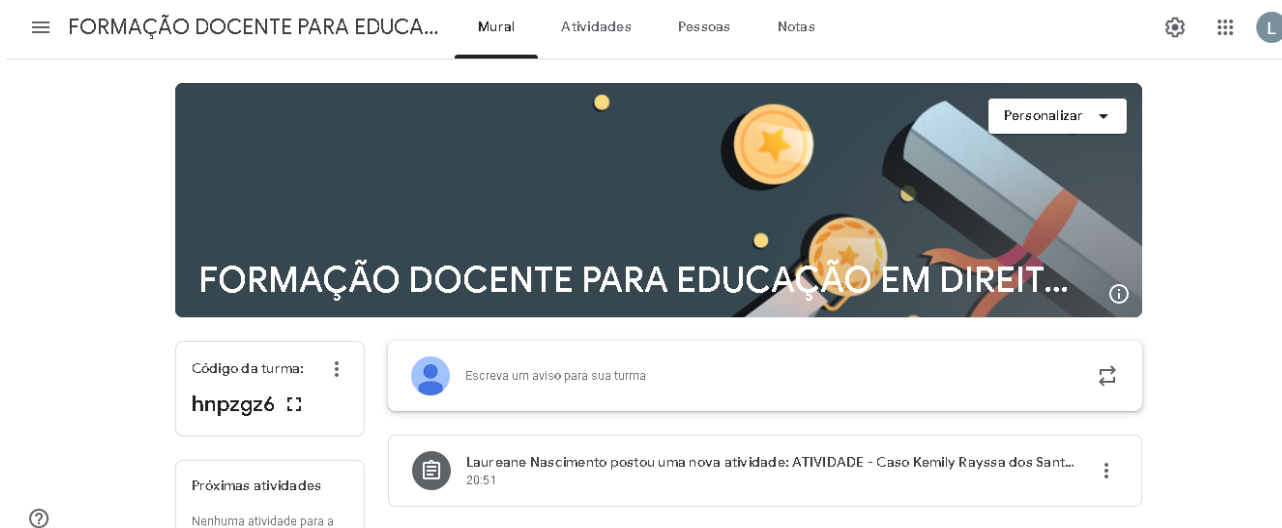 FORMAÇÃO DOCENTE PARA EDUCA...
Mural
Atividades
Pessoas
Notas
L
Personalizar
FORMAÇÃO DOCENTE PARA EDUCAÇÃO EM DIREIT...
Código da turma:
hnpzgz6
Escreva um aviso para sua turma
Laureane Nascimento postou uma nova atividade: ATIVIDADE - Caso Kemily Rayssa dos Sant...
20:51
Próximas atividades
Nenhuma atividade para a